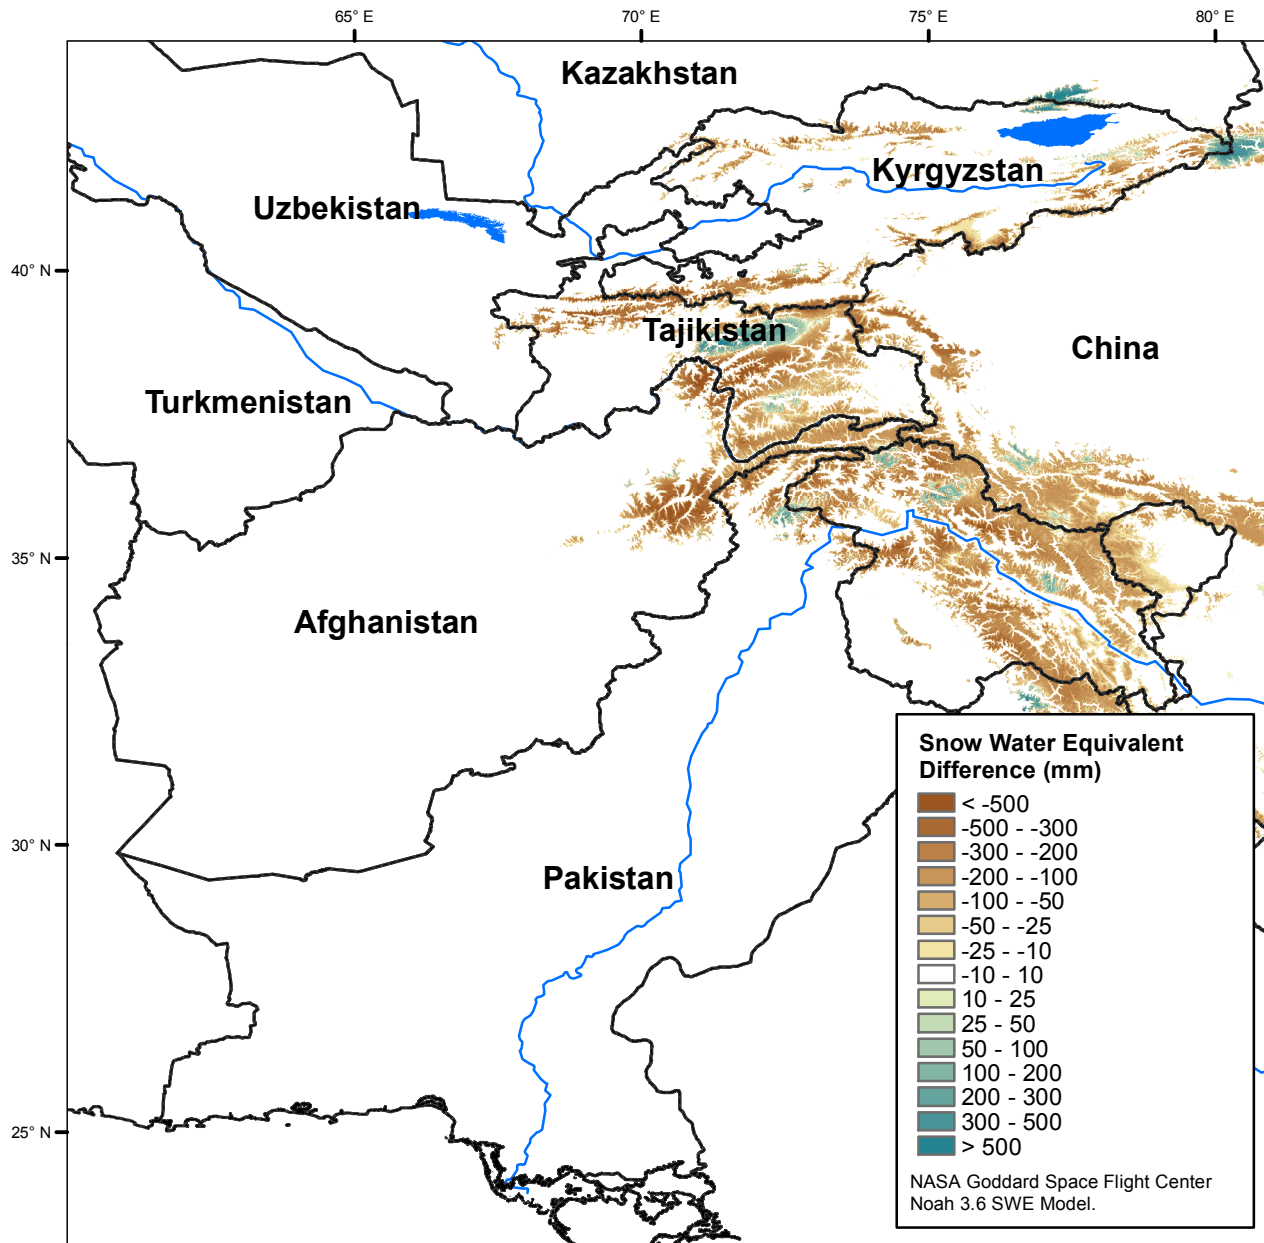 65° E
70° E
75° E
80° E
Kazakhstan
Kyrgyzstan
Uzbekistan
40° N
Tajikistan
China
Turkmenistan
35° N
Afghanistan
30° N
Pakistan
25° N
Snow Water Equivalent
Difference (mm)
< -500
-500 - -300
-300 - -200
-200 - -100
-100 - -50
-50 - -25
-25 - -10
-10 - 10
10 - 25
25 - 50
50 - 100
100 - 200
200 - 300
300 - 500
> 500
NASA Goddard Space Flight Center
Noah 3.6 SWE Model.